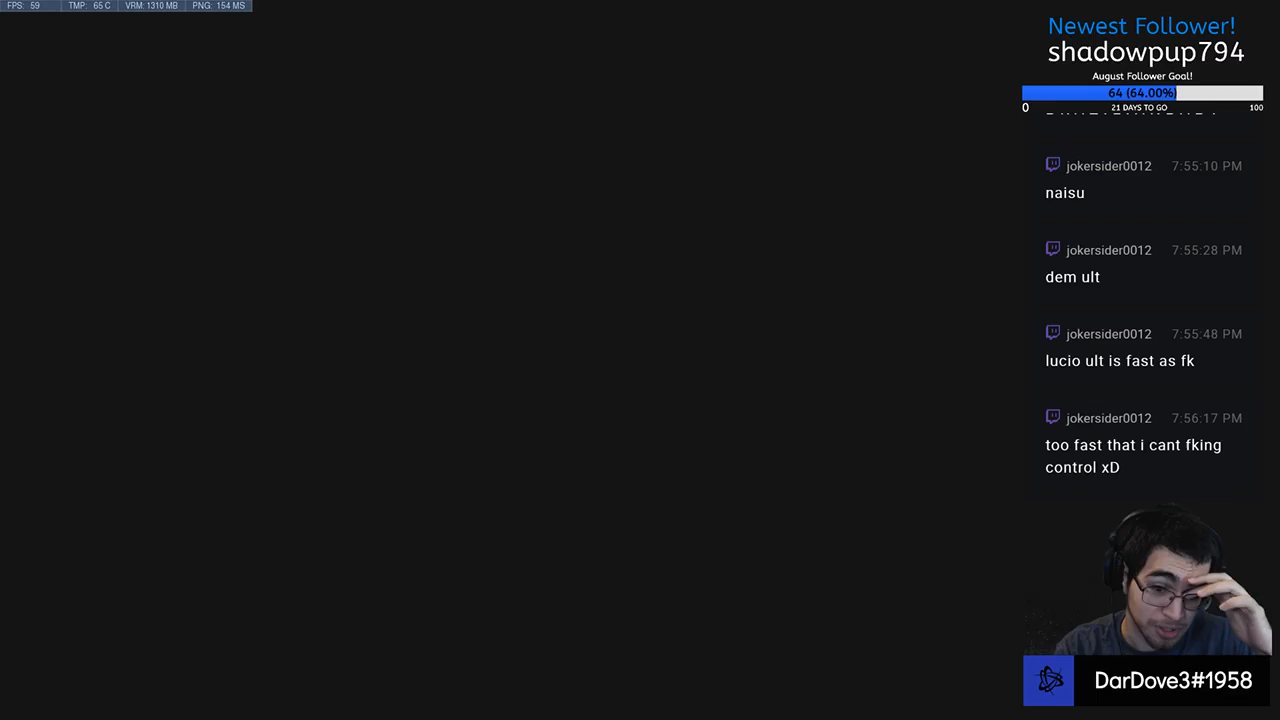 FPS: 59 TMP: 65 C VRM: 1310 MB PNG: 154 MS
Newest Follower!
shadowpup794
August Follower Goal!
64 (64.00%)
0 21 DAYS TO GO 100
jokersider0012 7:55:10 PM
naisu
jokersider0012 7:55:28 PM
dem ult
jokersider0012 7:55:48 PM
lucio ult is fast as fk
jokersider0012 7:56:17 PM
too fast that i cant fking
control xD
DarDove3#1958